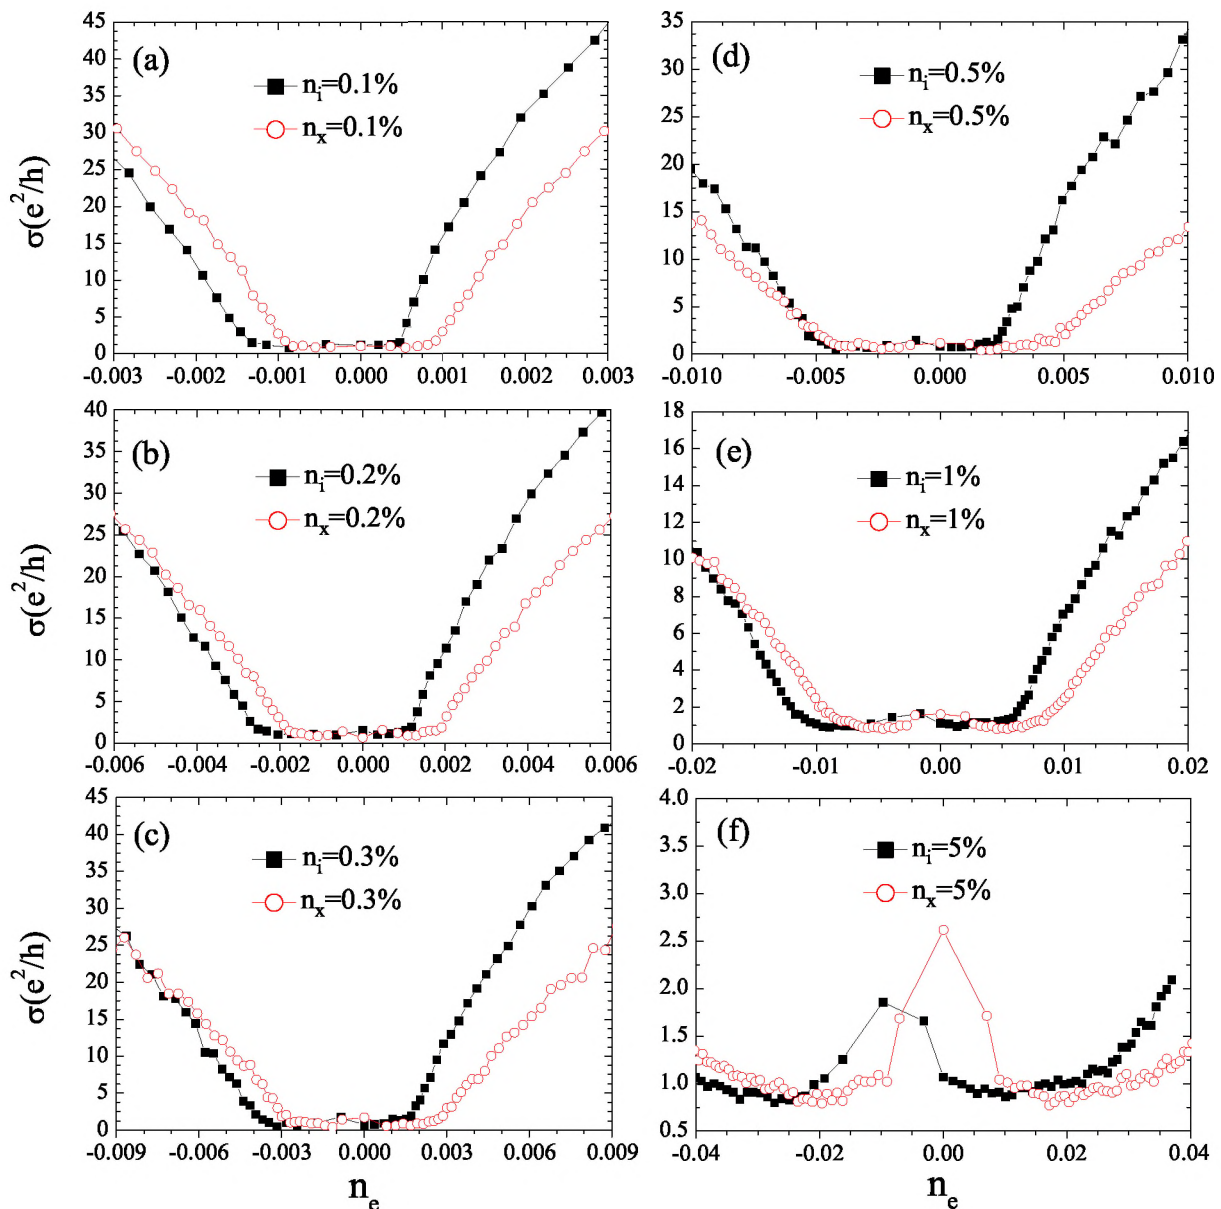 (a)
n_i=0.1%
n_x=0.1%
σ(e²/h)
45
40
35
30
25
20
15
10
5
0
-0.003 -0.002 -0.001 0.000 0.001 0.002 0.003
(d)
n_i=0.5%
n_x=0.5%
35
30
25
20
15
10
5
0
-0.010 -0.005 0.000 0.005 0.010
(b)
n_i=0.2%
n_x=0.2%
σ(e²/h)
40
35
30
25
20
15
10
5
0
-0.006 -0.004 -0.002 0.000 0.002 0.004 0.006
(e)
n_i=1%
n_x=1%
18
16
14
12
10
8
6
4
2
0
-0.02 -0.01 0.00 0.01 0.02
(c)
n_i=0.3%
n_x=0.3%
σ(e²/h)
45
40
35
30
25
20
15
10
5
0
-0.009 -0.006 -0.003 0.000 0.003 0.006 0.009
n_e
(f)
n_i=5%
n_x=5%
4.0
3.5
3.0
2.5
2.0
1.5
1.0
0.5
-0.04 -0.02 0.00 0.02 0.04
n_e